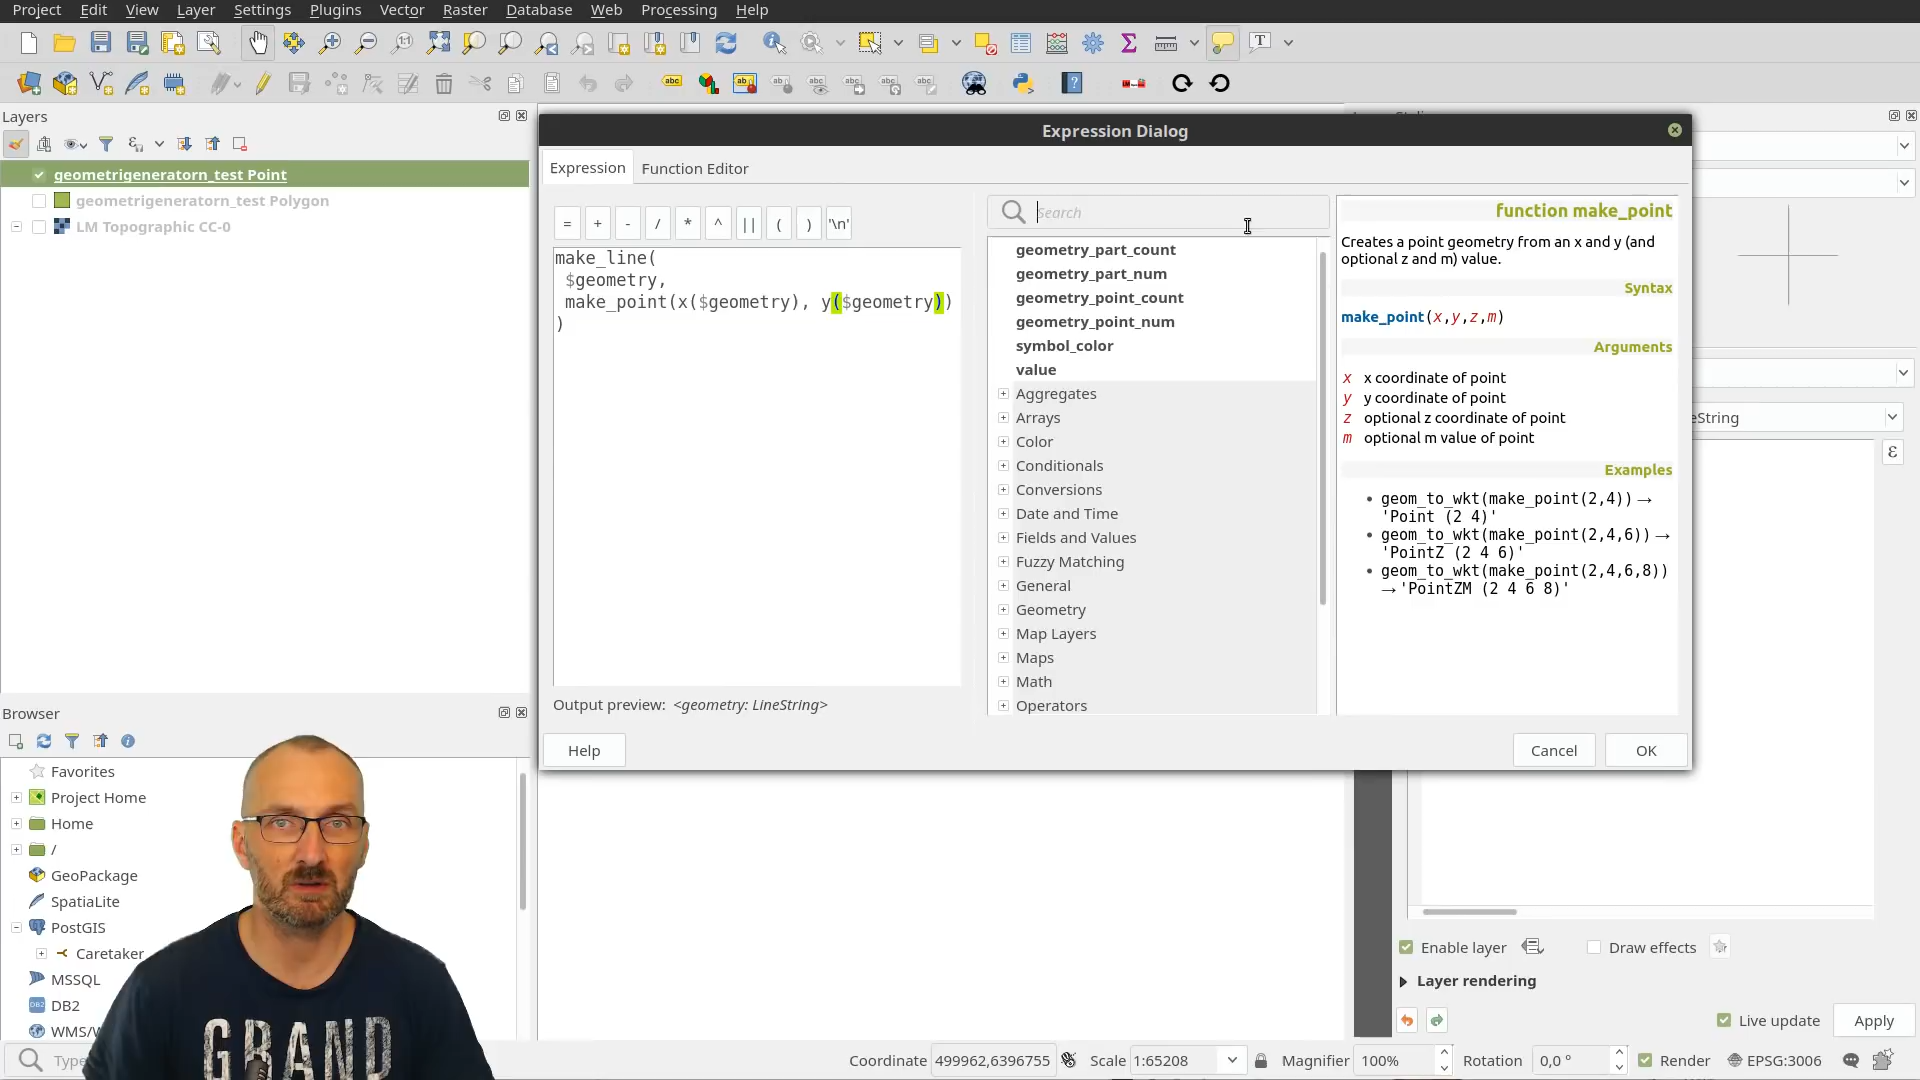 Project Edit View Layer Settings Plugins Vector Raster Database Web Processing Help
Layers
geometrigeneratorn_test Point
geometrigeneratorn_test Polygon
LM Topographic CC-0
Expression Dialog
Expression Function Editor
= + - / * ^ || ( ) '\n'
make_line(
$geometry,
make_point(x($geometry), y($geometry))
)
Output preview: <geometry: LineString>
Search
geometry_part_count
geometry_part_num
geometry_point_count
geometry_point_num
symbol_color
value
Aggregates
Arrays
Color
Conditionals
Conversions
Date and Time
Fields and Values
Fuzzy Matching
General
Geometry
Map Layers
Maps
Math
Operators
function make_point
Creates a point geometry from an x and y (and
optional z and m) value.
Syntax
make_point(x,y,z,m)
Arguments
x x coordinate of point
y y coordinate of point
z optional z coordinate of point
m optional m value of point
Examples
geom_to_wkt(make_point(2,4)) →
'Point (2 4)'
geom_to_wkt(make_point(2,4,6)) →
'PointZ (2 4 6)'
geom_to_wkt(make_point(2,4,6,8))
→ 'PointZM (2 4 6 8)'
Help Cancel OK
eString
ε
Browser
Favorites
Project Home
Home
/
GeoPackage
SpatiaLite
PostGIS
Caretaker
MSSQL
DB2
WMS/W
GRAND
Enable layer Draw effects
Layer rendering
Live update Apply
Type
Coordinate 499962,6396755 Scale 1:65208 Magnifier 100% Rotation 0,0 ° Render EPSG:3006